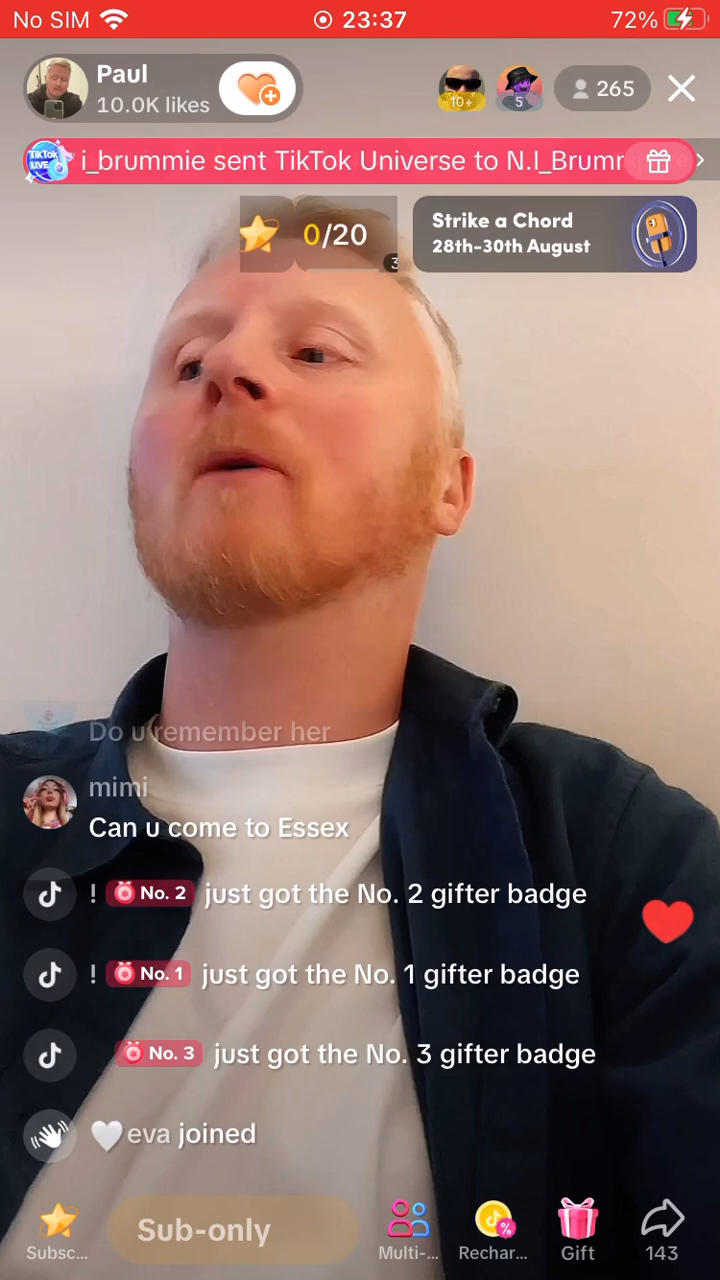 No SIM
23:37
72%
Paul
10.0K likes
10+
5
265
TikTok LIVE
i_brummie sent TikTok Universe to N.I_Brumr
0/20
3
Strike a Chord
28th-30th August
Do u remember her
mimi
Can u come to Essex
! No. 2 just got the No. 2 gifter badge
! No. 1 just got the No. 1 gifter badge
No. 3 just got the No. 3 gifter badge
🤍eva joined
Subsc...
Sub-only
Multi-...
Rechar...
Gift
143